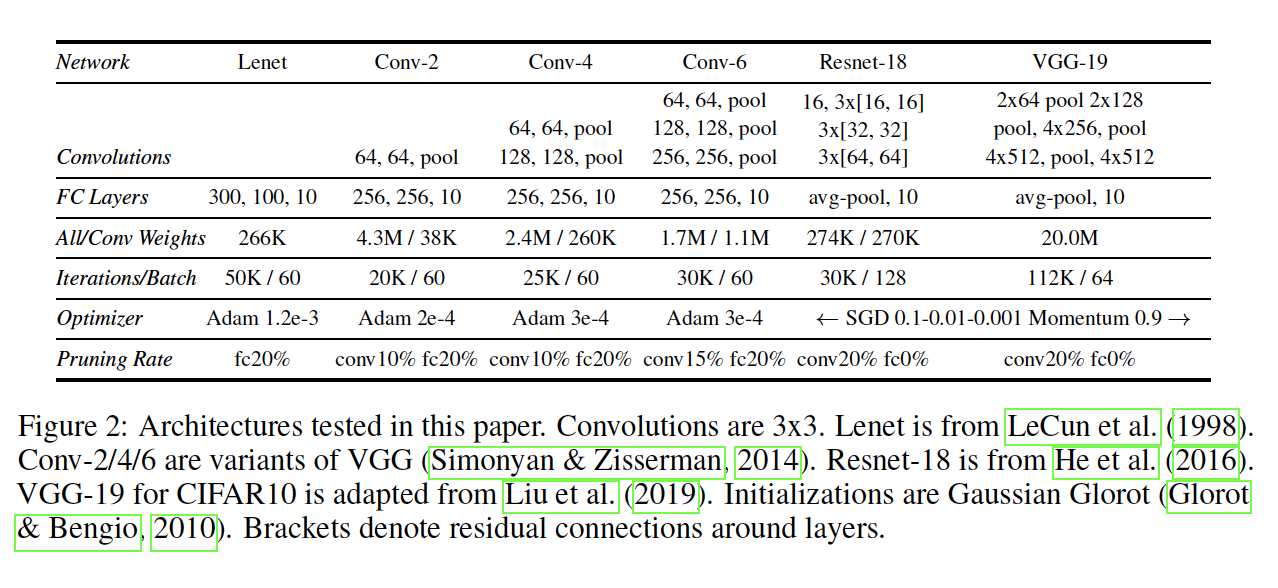 Network Lenet Conv-2 Conv-4 Conv-6 Resnet-18 VGG-19
64, 64, pool 16, 3x[16, 16] 2x64 pool 2x128
64, 64, pool 128, 128, pool 3x[32, 32] pool, 4x256, pool
Convolutions 64, 64, pool 128, 128, pool 256, 256, pool 3x[64, 64] 4x512, pool, 4x512
FC Layers 300, 100, 10 256, 256, 10 256, 256, 10 256, 256, 10 avg-pool, 10 avg-pool, 10
All/Conv Weights 266K 4.3M / 38K 2.4M / 260K 1.7M / 1.1M 274K / 270K 20.0M
Iterations/Batch 50K / 60 20K / 60 25K / 60 30K / 60 30K / 128 112K / 64
Optimizer Adam 1.2e-3 Adam 2e-4 Adam 3e-4 Adam 3e-4 ← SGD 0.1-0.01-0.001 Momentum 0.9 →
Pruning Rate fc20% conv10% fc20% conv10% fc20% conv15% fc20% conv20% fc0% conv20% fc0%
Figure 2: Architectures tested in this paper. Convolutions are 3x3. Lenet is from LeCun et al. (1998).
Conv-2/4/6 are variants of VGG (Simonyan & Zisserman, 2014). Resnet-18 is from He et al. (2016).
VGG-19 for CIFAR10 is adapted from Liu et al. (2019). Initializations are Gaussian Glorot (Glorot
& Bengio, 2010). Brackets denote residual connections around layers.